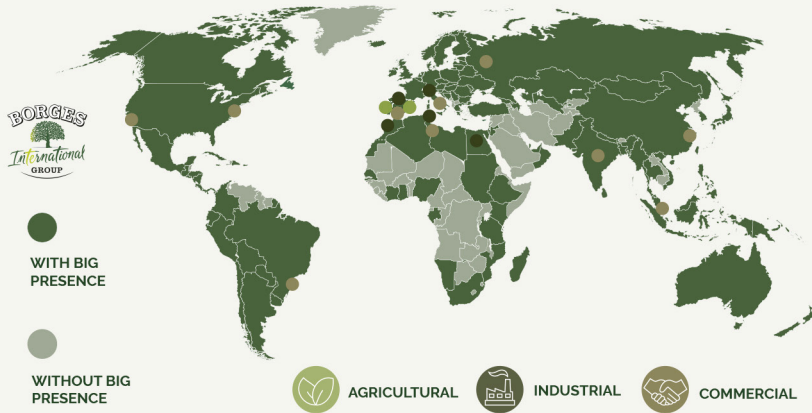 BORGES
International
GROUP
WITH BIG
PRESENCE
WITHOUT BIG
PRESENCE
AGRICULTURAL
INDUSTRIAL
COMMERCIAL